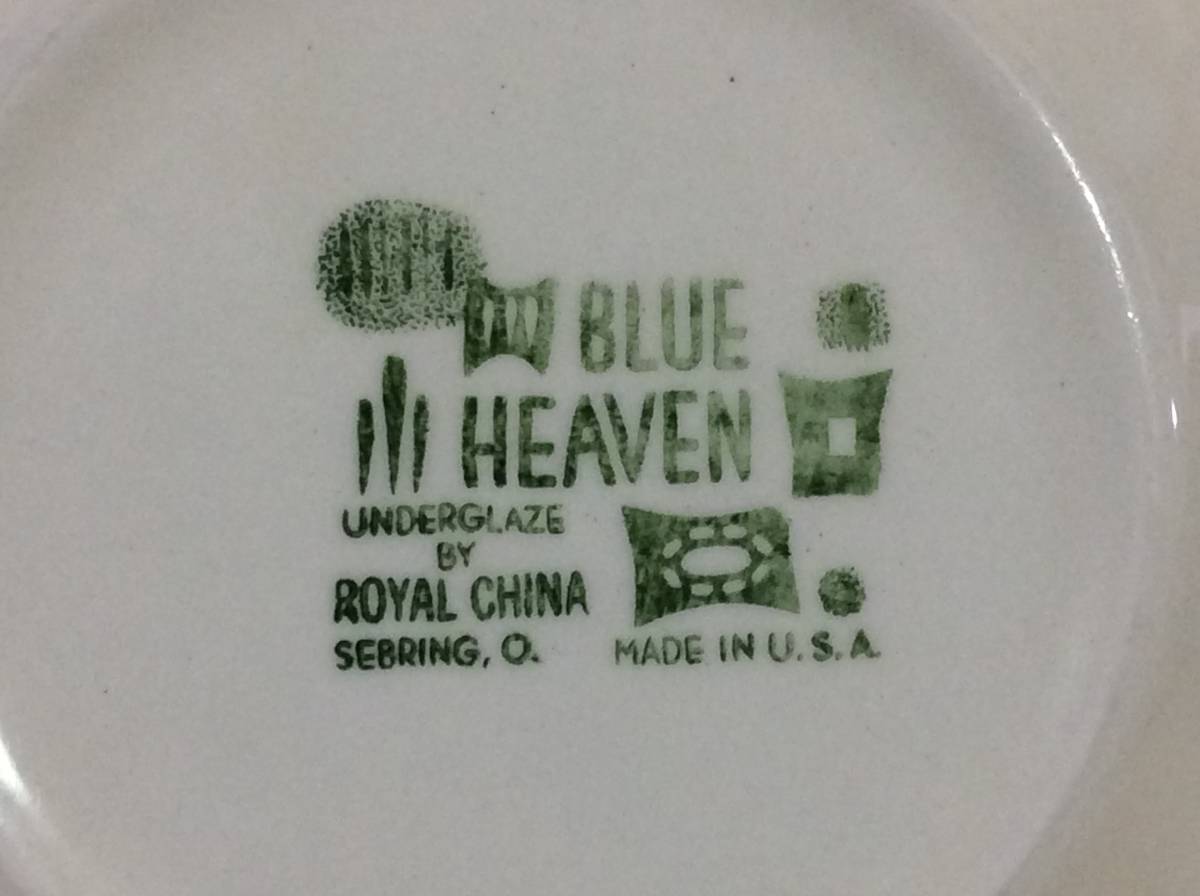 BLUE
HEAVEN
UNDERGLAZE
BY
ROYAL CHINA
SEBRING, O.
MADE IN U.S.A.